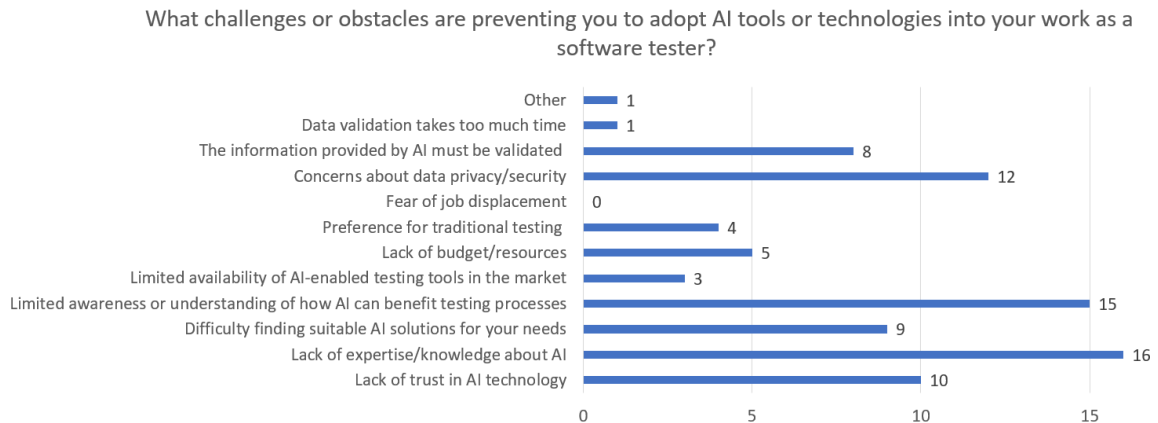 What challenges or obstacles are preventing you to adopt AI tools or technologies into your work as a
software tester?
Other 1
Data validation takes too much time 1
The information provided by AI must be validated 8
Concerns about data privacy/security 12
Fear of job displacement 0
Preference for traditional testing 4
Lack of budget/resources 5
Limited availability of AI-enabled testing tools in the market 3
Limited awareness or understanding of how AI can benefit testing processes 15
Difficulty finding suitable AI solutions for your needs 9
Lack of expertise/knowledge about AI 16
Lack of trust in AI technology 10
0 5 10 15